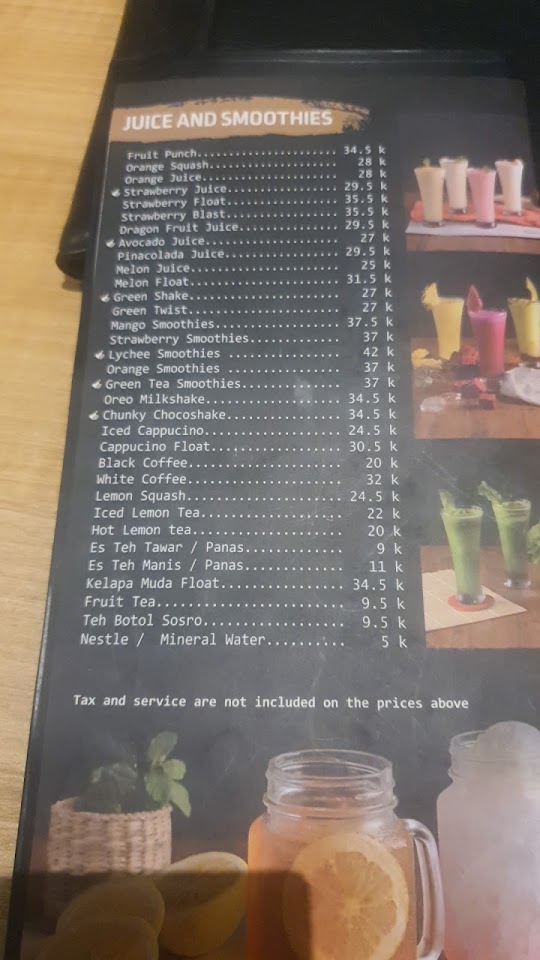 JUICE AND SMOOTHIES
Fruit Punch..................... 34.5 k
Orange Squash................... 28 k
Orange Juice.................... 28 k
Strawberry Juice................ 29.5 k
Strawberry Float................ 35.5 k
Strawberry Blast................ 35.5 k
Dragon Fruit Juice.............. 29.5 k
Avocado Juice................... 27 k
Pinacolada Juice................ 29.5 k
Melon Juice..................... 25 k
Melon Float..................... 31.5 k
Green Shake..................... 27 k
Green Twist..................... 27 k
Mango Smoothies................. 37.5 k
Strawberry Smoothies............ 37 k
Lychee Smoothies ............... 42 k
Orange Smoothies ............... 37 k
Green Tea Smoothies............. 37 k
Oreo Milkshake.................. 34.5 k
Chunky Chocoshake............... 34.5 k
Iced Cappucino.................. 24.5 k
Cappucino Float................. 30.5 k
Black Coffee.................... 20 k
White Coffee.................... 32 k
Lemon Squash.................... 24.5 k
Iced Lemon Tea.................. 22 k
Hot Lemon tea................... 20 k
Es Teh Tawar / Panas............ 9 k
Es Teh Manis / Panas............ 11 k
Kelapa Muda Float............... 34.5 k
Fruit Tea....................... 9.5 k
Teh Botol Sosro................. 9.5 k
Nestle / Mineral Water.......... 5 k
Tax and service are not included on the prices above